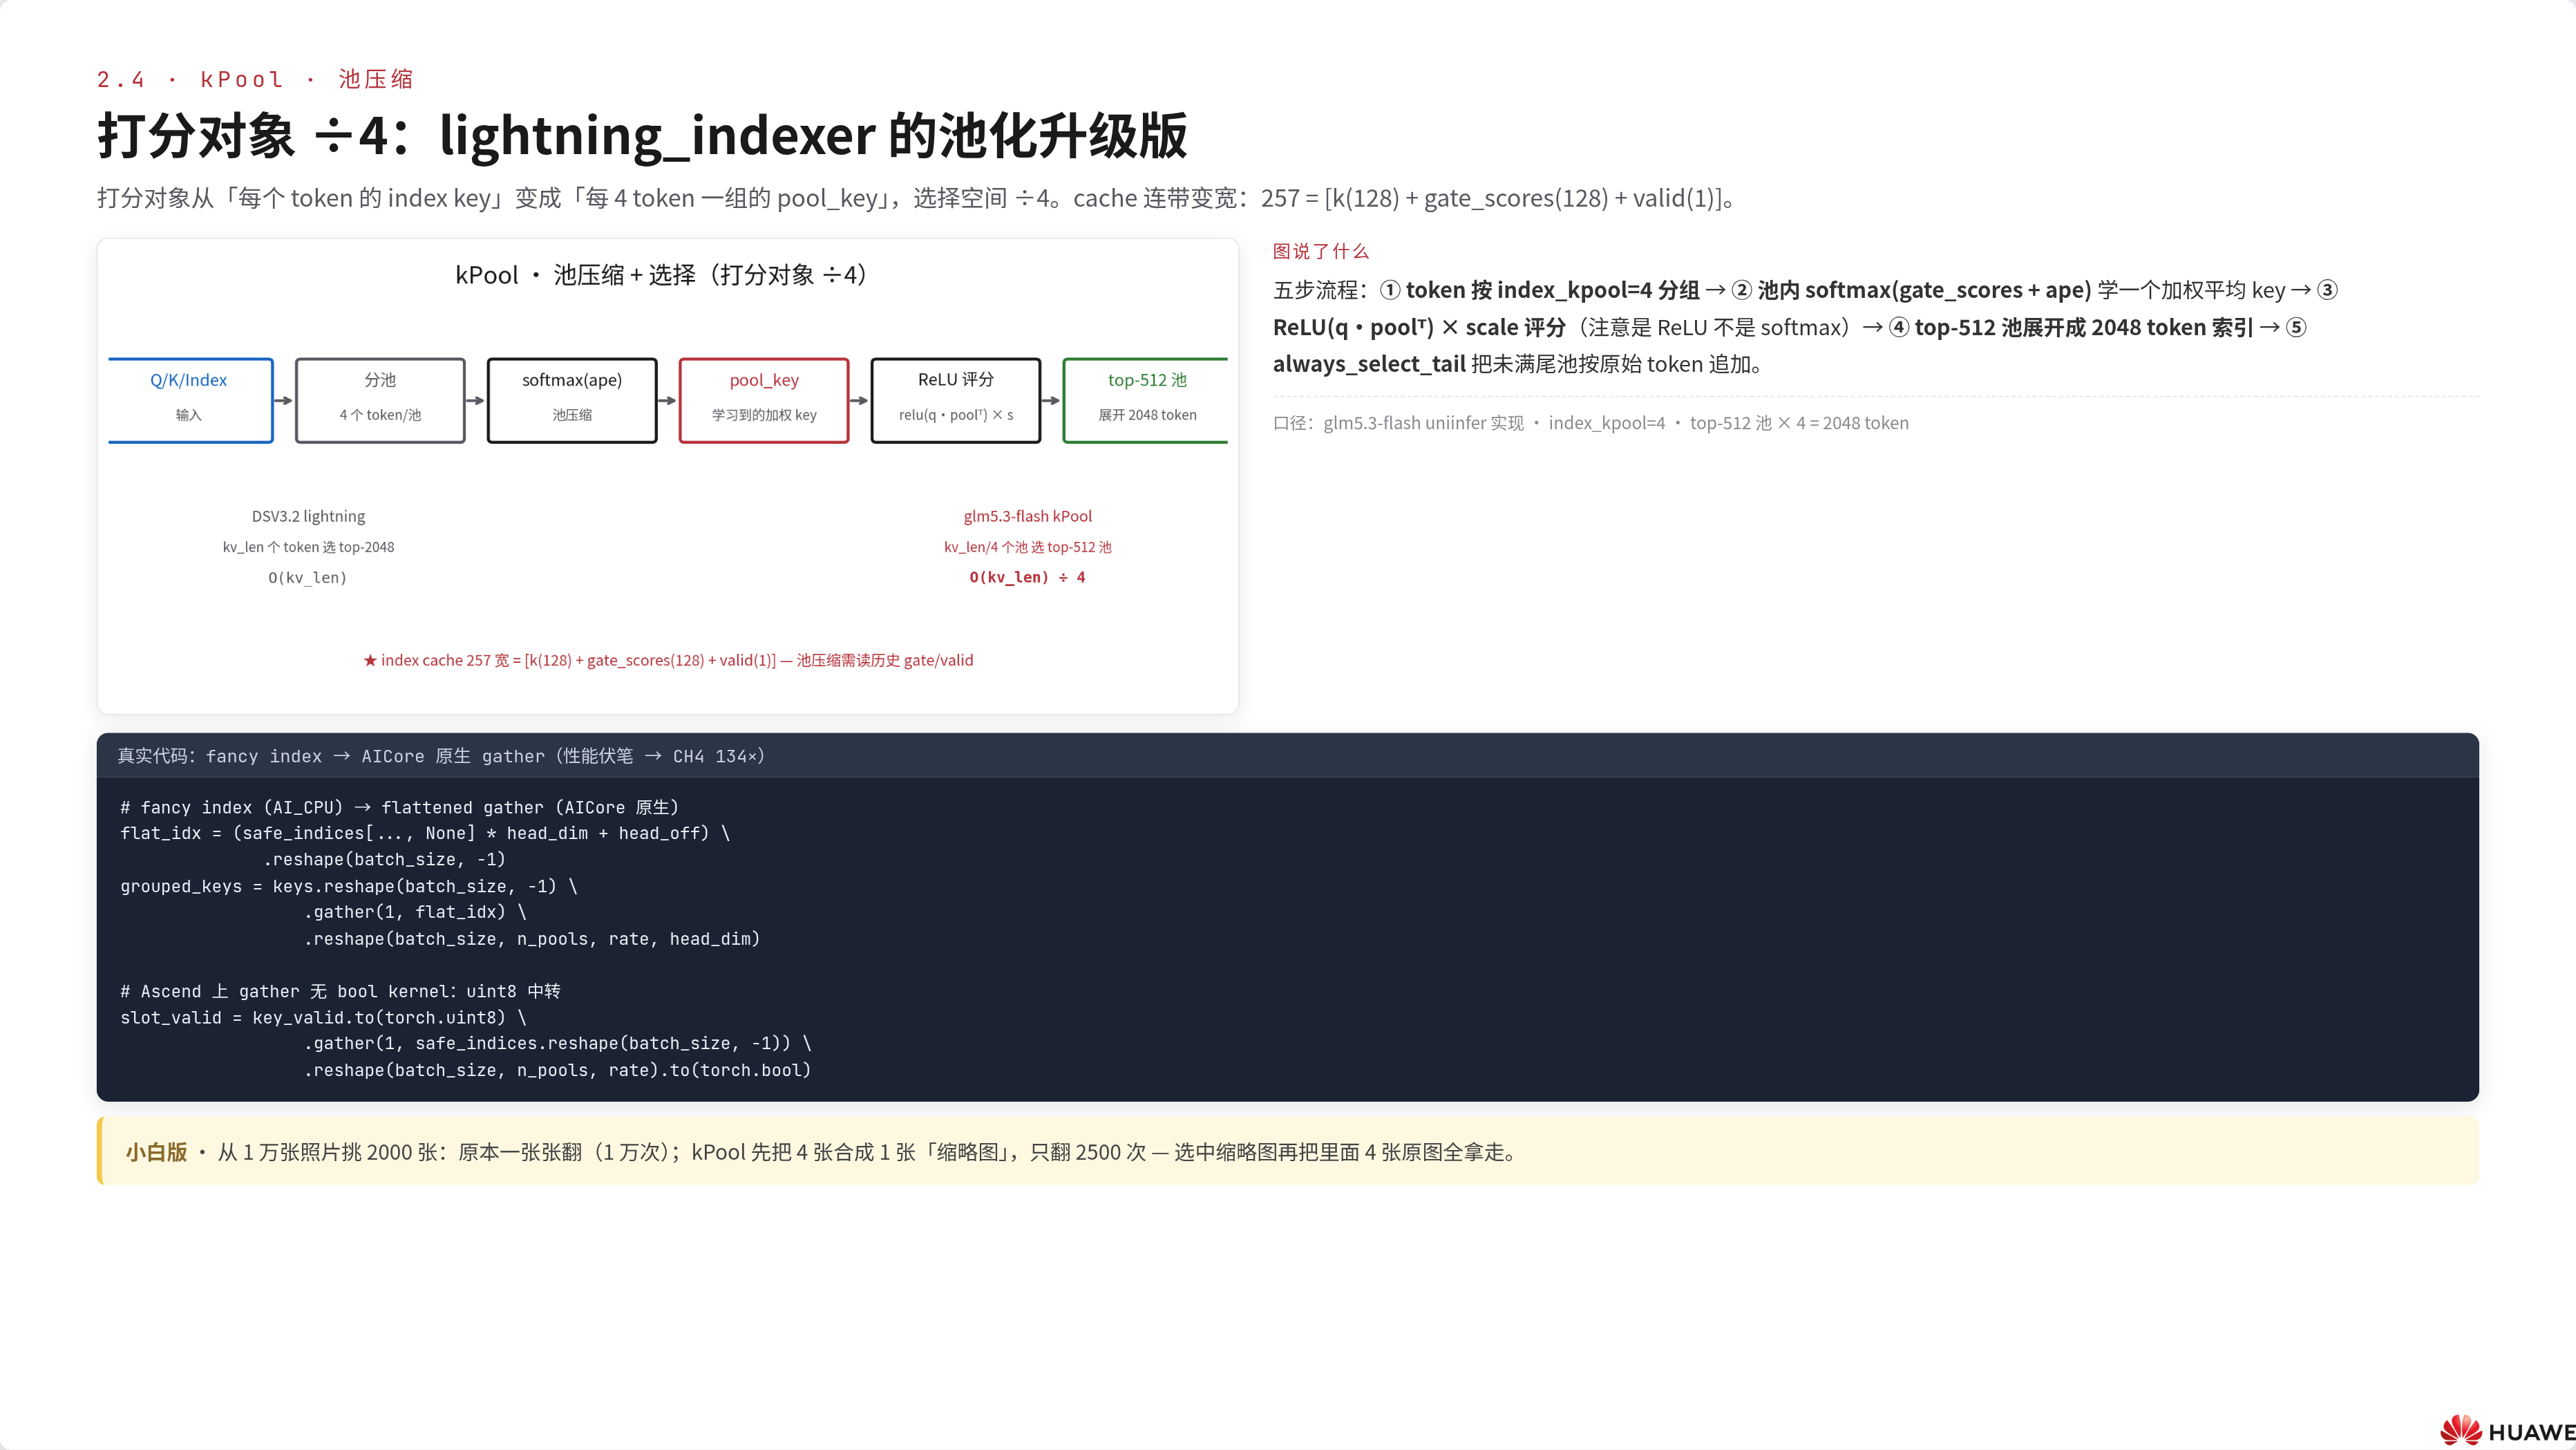 2.4 · kPool · 池压缩
打分对象 ÷4：lightning_indexer 的池化升级版
打分对象从「每个 token 的 index key」变成「每 4 token 一组的 pool_key」，选择空间 ÷4。cache 连带变宽：257 = [k(128) + gate_scores(128) + valid(1)]。
kPool · 池压缩 + 选择（打分对象 ÷4）
Q/K/Index
输入
分池
4 个 token/池
softmax(ape)
池压缩
pool_key
学习到的加权 key
ReLU 评分
relu(q·poolᵀ) × s
top-512 池
展开 2048 token
DSV3.2 lightning
kv_len 个 token 选 top-2048
O(kv_len)
glm5.3-flash kPool
kv_len/4 个池 选 top-512 池
O(kv_len) ÷ 4
★ index cache 257 宽 = [k(128) + gate_scores(128) + valid(1)] — 池压缩需读历史 gate/valid
图说了什么
五步流程：① token 按 index_kpool=4 分组 → ② 池内 softmax(gate_scores + ape) 学一个加权平均 key → ③
ReLU(q·poolᵀ) × scale 评分（注意是 ReLU 不是 softmax）→ ④ top-512 池展开成 2048 token 索引 → ⑤
always_select_tail 把未满尾池按原始 token 追加。
口径：glm5.3-flash uniinfer 实现 · index_kpool=4 · top-512 池 × 4 = 2048 token
真实代码：fancy index → AICore 原生 gather（性能伏笔 → CH4 134×）
# fancy index (AI_CPU) → flattened gather (AICore 原生)
flat_idx = (safe_indices[..., None] * head_dim + head_off) \
.reshape(batch_size, -1)
grouped_keys = keys.reshape(batch_size, -1) \
.gather(1, flat_idx) \
.reshape(batch_size, n_pools, rate, head_dim)
# Ascend 上 gather 无 bool kernel：uint8 中转
slot_valid = key_valid.to(torch.uint8) \
.gather(1, safe_indices.reshape(batch_size, -1)) \
.reshape(batch_size, n_pools, rate).to(torch.bool)
小白版 · 从 1 万张照片挑 2000 张：原本一张张翻（1 万次）；kPool 先把 4 张合成 1 张「缩略图」，只翻 2500 次 — 选中缩略图再把里面 4 张原图全拿走。
HUAWE